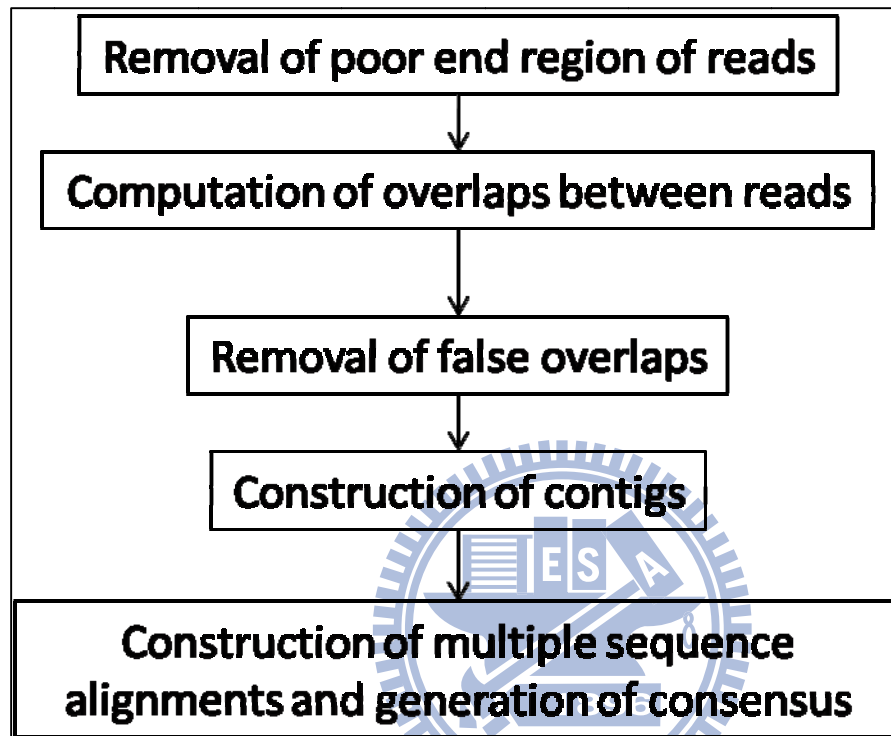 Removal of poor end region of reads
Computation of overlaps between reads
Removal of false overlaps
Construction of contigs
E S A
Construction of multiple sequence
alignments and generation of consensus